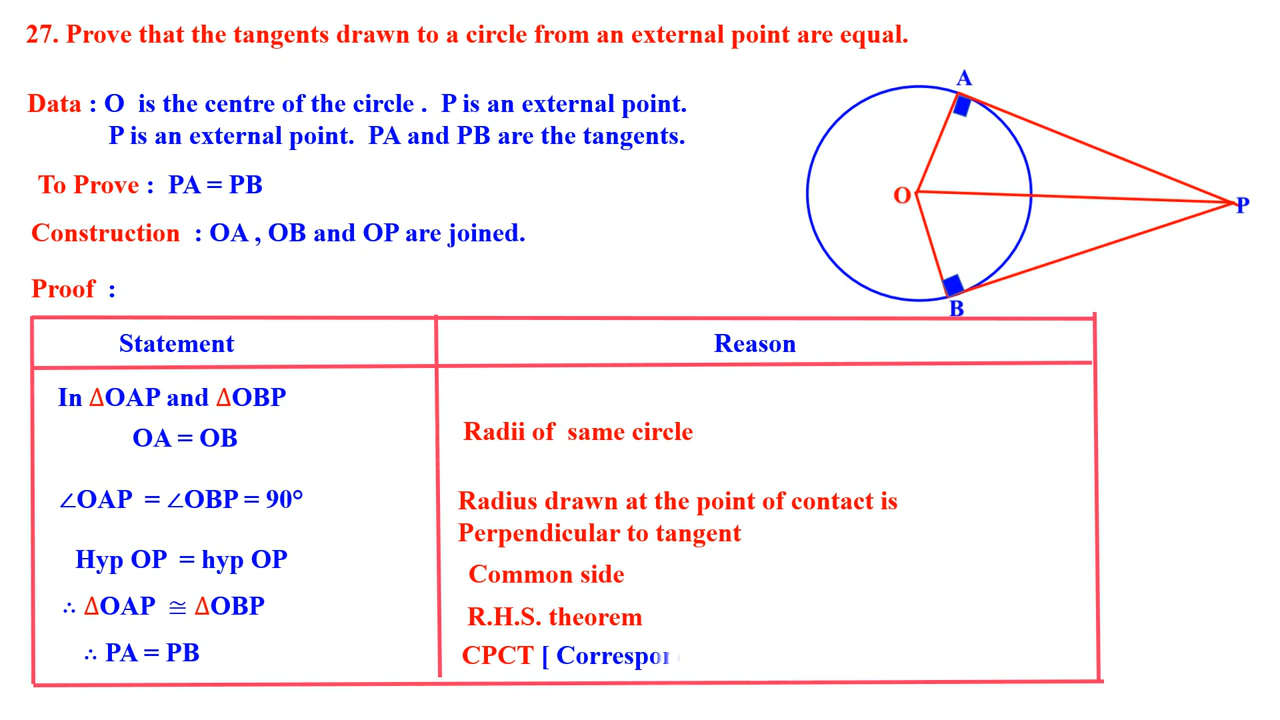 27. Prove that the tangents drawn to a circle from an external point are equal.
Data : O is the centre of the circle . P is an external point.
P is an external point. PA and PB are the tangents.
To Prove : PA = PB
Construction : OA , OB and OP are joined.
Proof :
A
O
P
B
Statement
Reason
In ΔOAP and ΔOBP
OA = OB
Radii of same circle
∠OAP = ∠OBP = 90°
Radius drawn at the point of contact is
Perpendicular to tangent
Hyp OP = hyp OP
Common side
∴ ΔOAP ≅ ΔOBP
R.H.S. theorem
∴ PA = PB
CPCT [